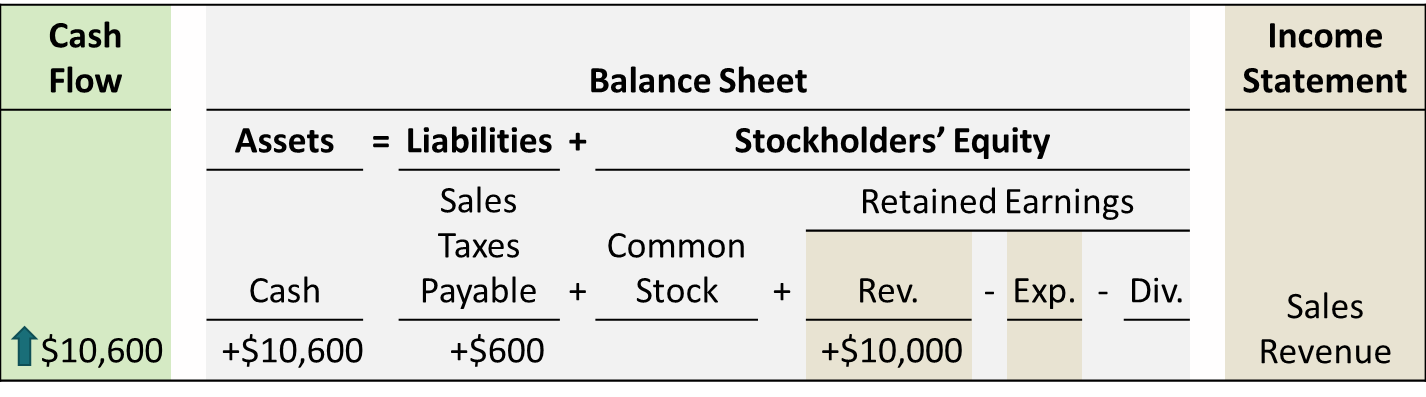 Cash
Flow
Balance Sheet
Income
Statement
Assets = Liabilities + Stockholders’ Equity
Sales
Taxes
Payable
Retained Earnings
Common
Stock
Cash + + Rev. - Exp. - Div.
Sales
Revenue
$10,600 +$10,600 +$600 +$10,000